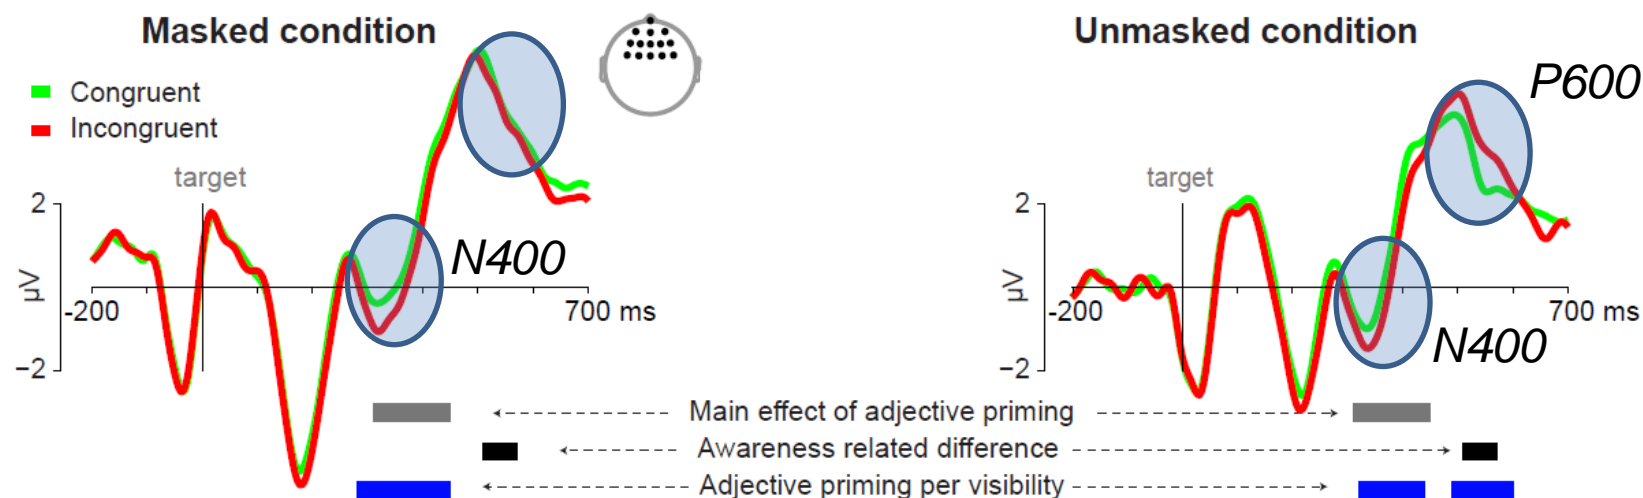 Masked condition
Congruent
Incongruent
target
2
µV
-200
700 ms
−2
N400
Unmasked condition
P600
target
2
µV
-200
700 ms
−2
N400
Main effect of adjective priming
Awareness related difference
Adjective priming per visibility